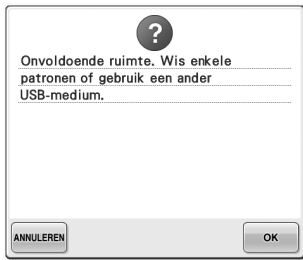 ?
Onvoldoende ruimte. Wis enkele
patronen of gebruik een ander
USB-medium.
ANNULEREN
OK